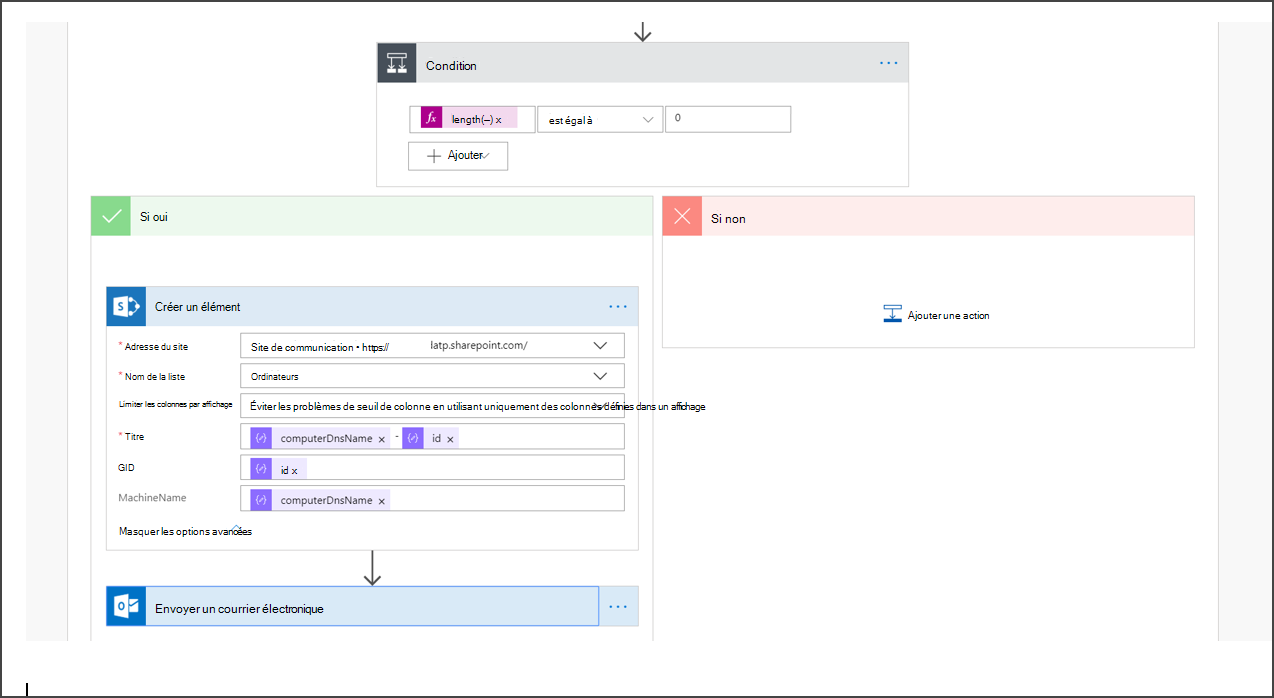 Condition
fx length(–) x est égal à 0
Ajouter
Si oui
Si non
Créer un élément
Ajouter une action
* Adresse du site Site de communication • https:// latp.sharepoint.com/
* Nom de la liste Ordinateurs
Limiter les colonnes par affichage Éviter les problèmes de seuil de colonne en utilisant uniquement des colonnes définies dans un affichage
* Titre computerDnsName x - id x
GID id x
MachineName computerDnsName x
Masquer les options avancées
Envoyer un courrier électronique